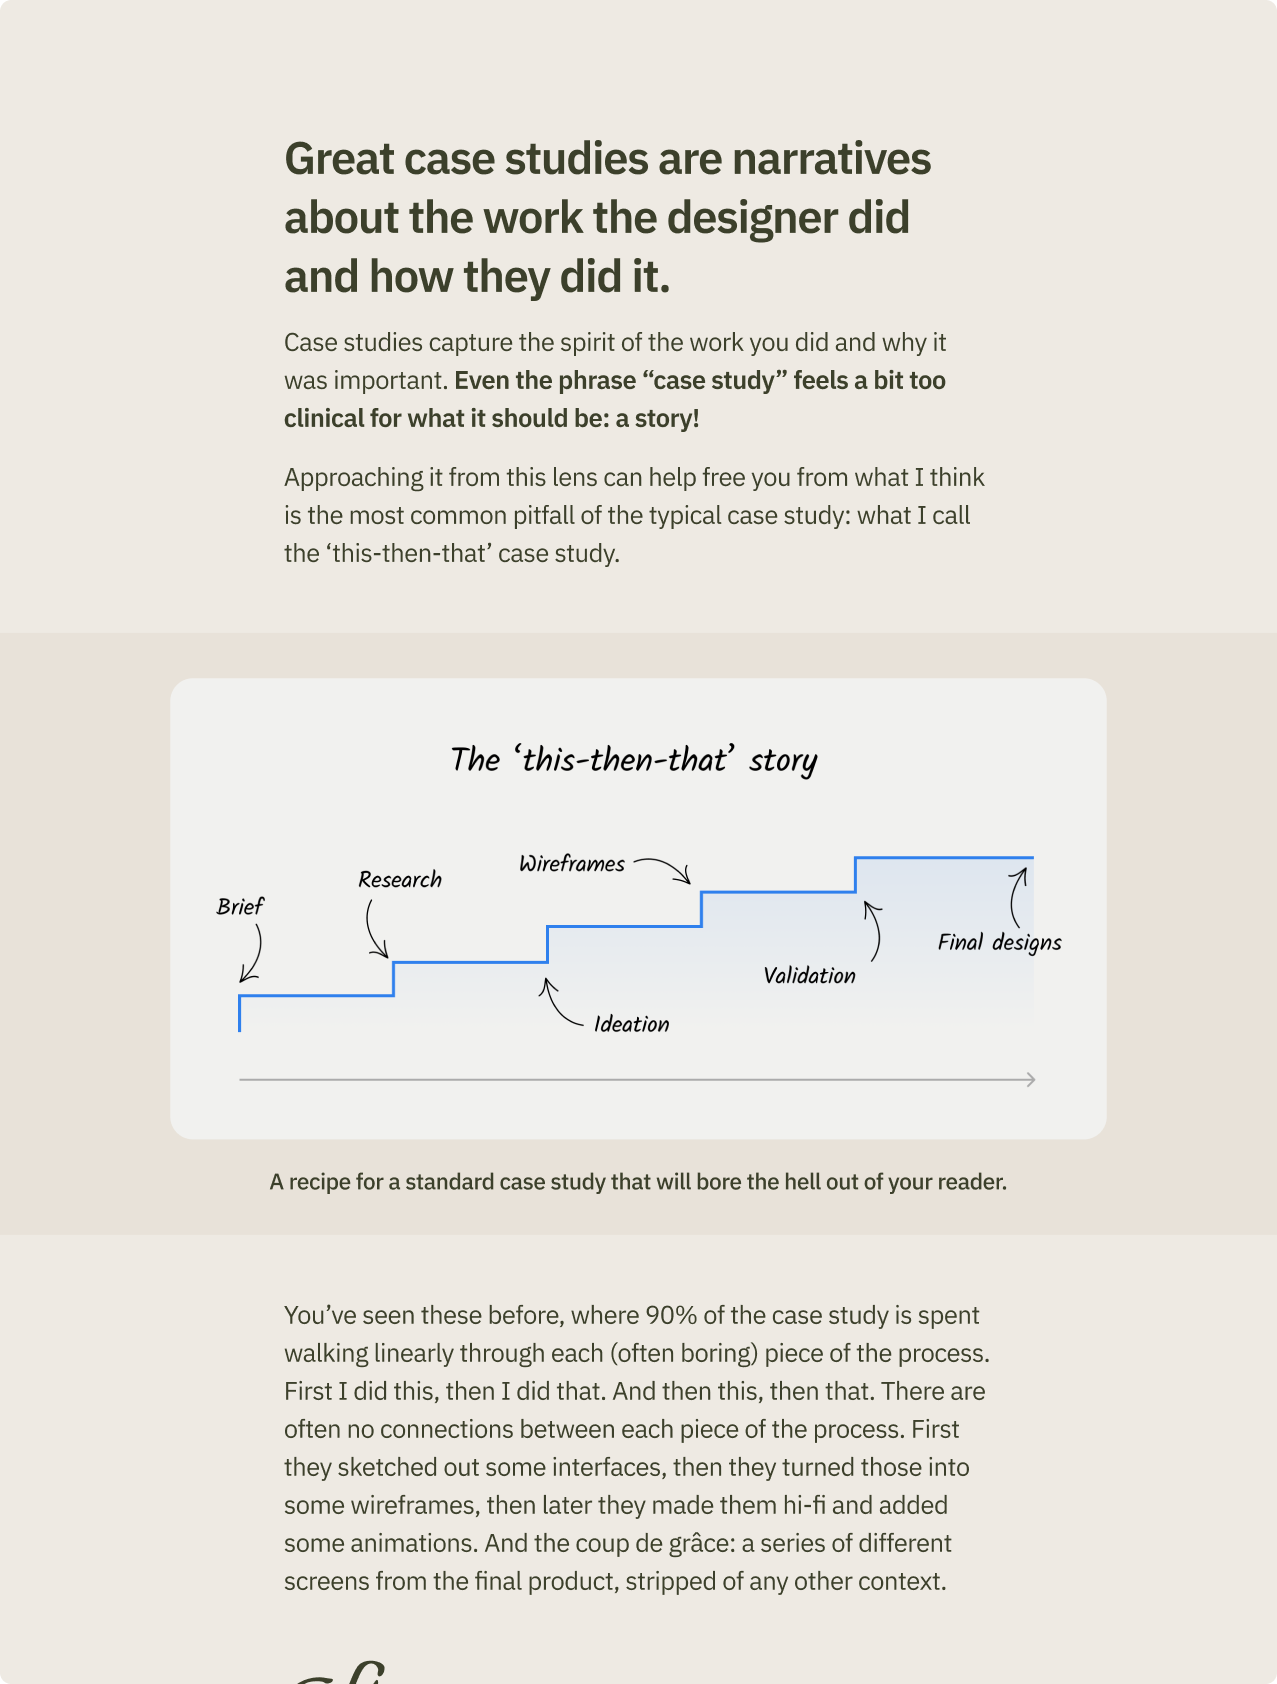 Great case studies are narratives
about the work the designer did
and how they did it.
Case studies capture the spirit of the work you did and why it
was important. Even the phrase “case study” feels a bit too
clinical for what it should be: a story!
Approaching it from this lens can help free you from what I think
is the most common pitfall of the typical case study: what I call
the ‘this-then-that’ case study.
The ‘this-then-that’ story
Brief
Research
Ideation
Wireframes
Validation
Final designs
A recipe for a standard case study that will bore the hell out of your reader.
You’ve seen these before, where 90% of the case study is spent
walking linearly through each (often boring) piece of the process.
First I did this, then I did that. And then this, then that. There are
often no connections between each piece of the process. First
they sketched out some interfaces, then they turned those into
some wireframes, then later they made them hi-fi and added
some animations. And the coup de grâce: a series of different
screens from the final product, stripped of any other context.